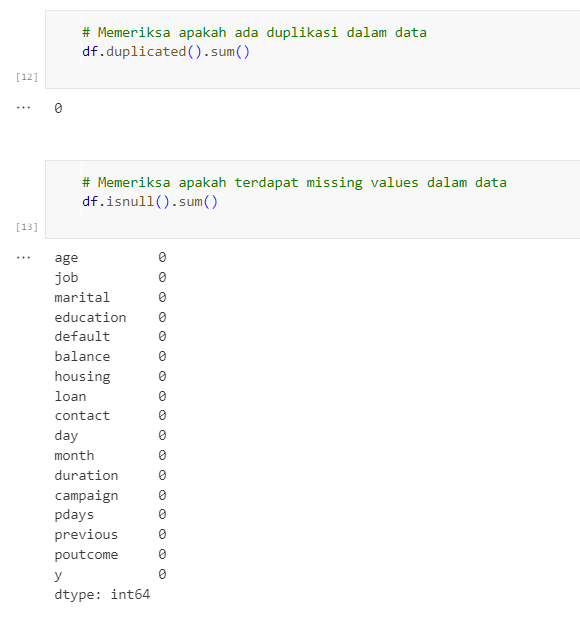 # Memeriksa apakah ada duplikasi dalam data
df.duplicated().sum()
[12]
... 0
# Memeriksa apakah terdapat missing values dalam data
df.isnull().sum()
[13]
... age 0
job 0
marital 0
education 0
default 0
balance 0
housing 0
loan 0
contact 0
day 0
month 0
duration 0
campaign 0
pdays 0
previous 0
poutcome 0
y 0
dtype: int64